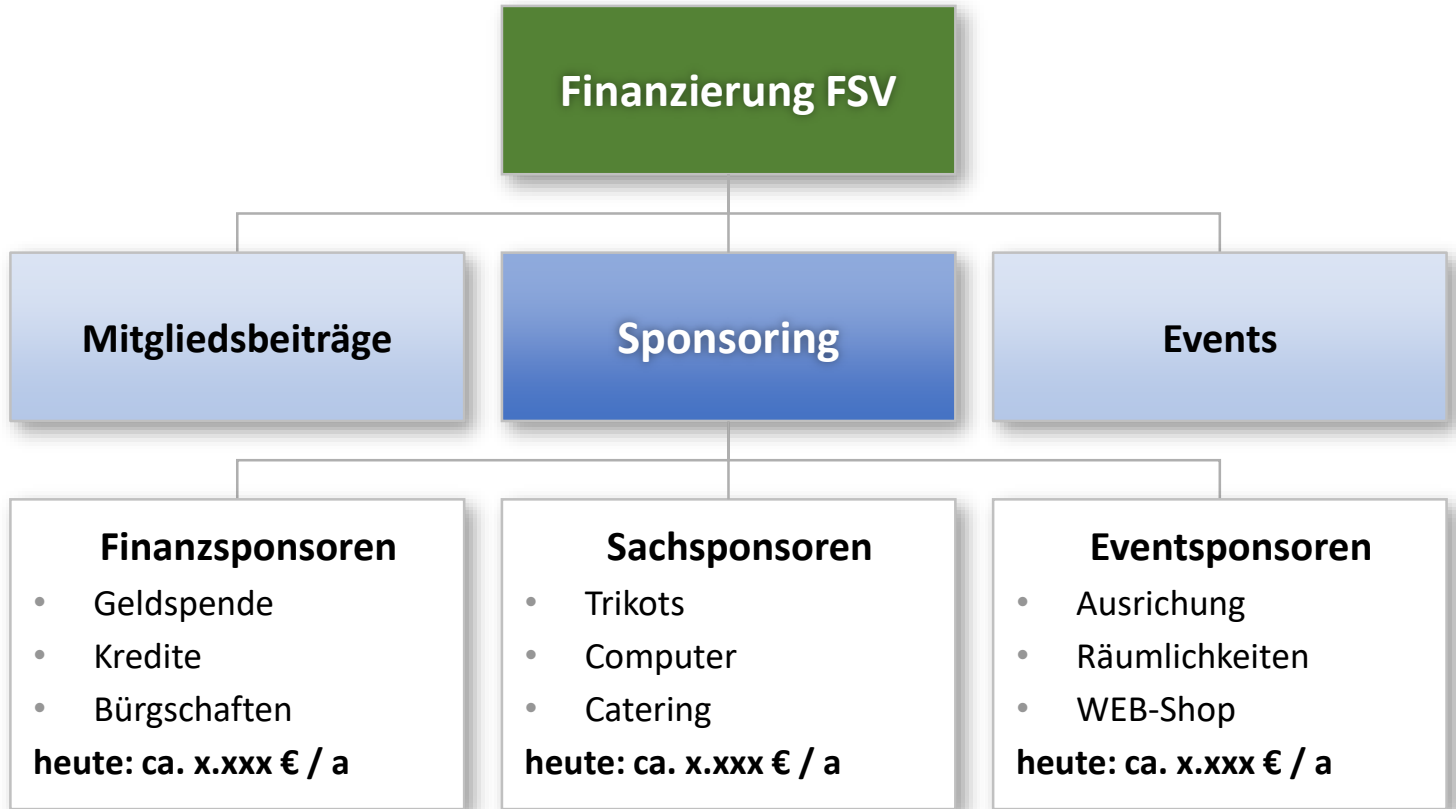 Finanzierung FSV
Mitgliedsbeiträge
Sponsoring
Events
Finanzsponsoren
• Geldspende
• Kredite
• Bürgschaften
heute: ca. x.xxx € / a
Sachsponsoren
• Trikots
• Computer
• Catering
heute: ca. x.xxx € / a
Eventsponsoren
• Ausrichung
• Räumlichkeiten
• WEB-Shop
heute: ca. x.xxx € / a